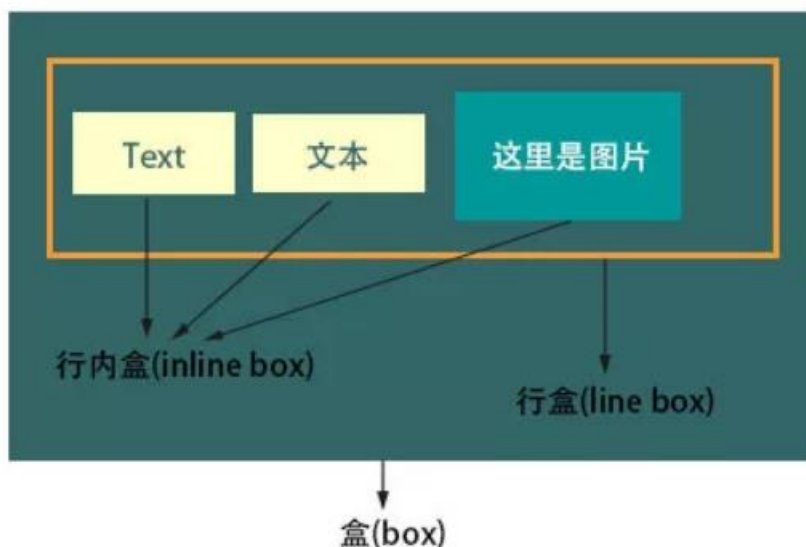 Text
文本
这里是图片
行内盒(inline box)
行盒(line box)
盒(box)